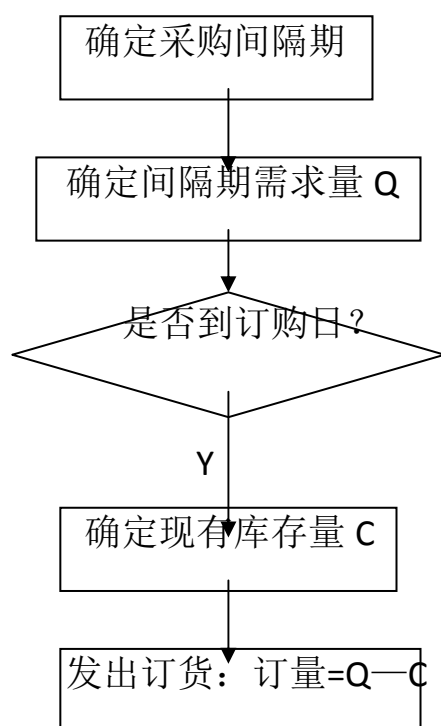 确定采购间隔期
确定间隔期需求量 Q
是否到订购日？
Y
确定现有库存量 C
发出订货：订量=Q—C